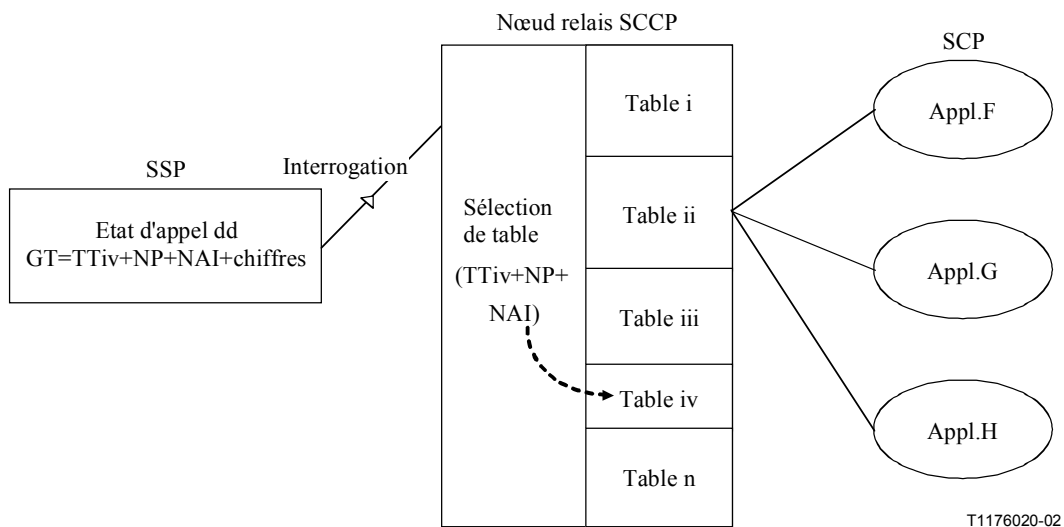 Nœud relais SCCP
SCP
SSP
Interrogation
Etat d'appel dd
GT=TTiv+NP+NAI+chiffres
Sélection
de table
(TTiv+NP+
NAI)
Table i
Table ii
Table iii
Table iv
Table n
Appl.F
Appl.G
Appl.H
T1176020-02